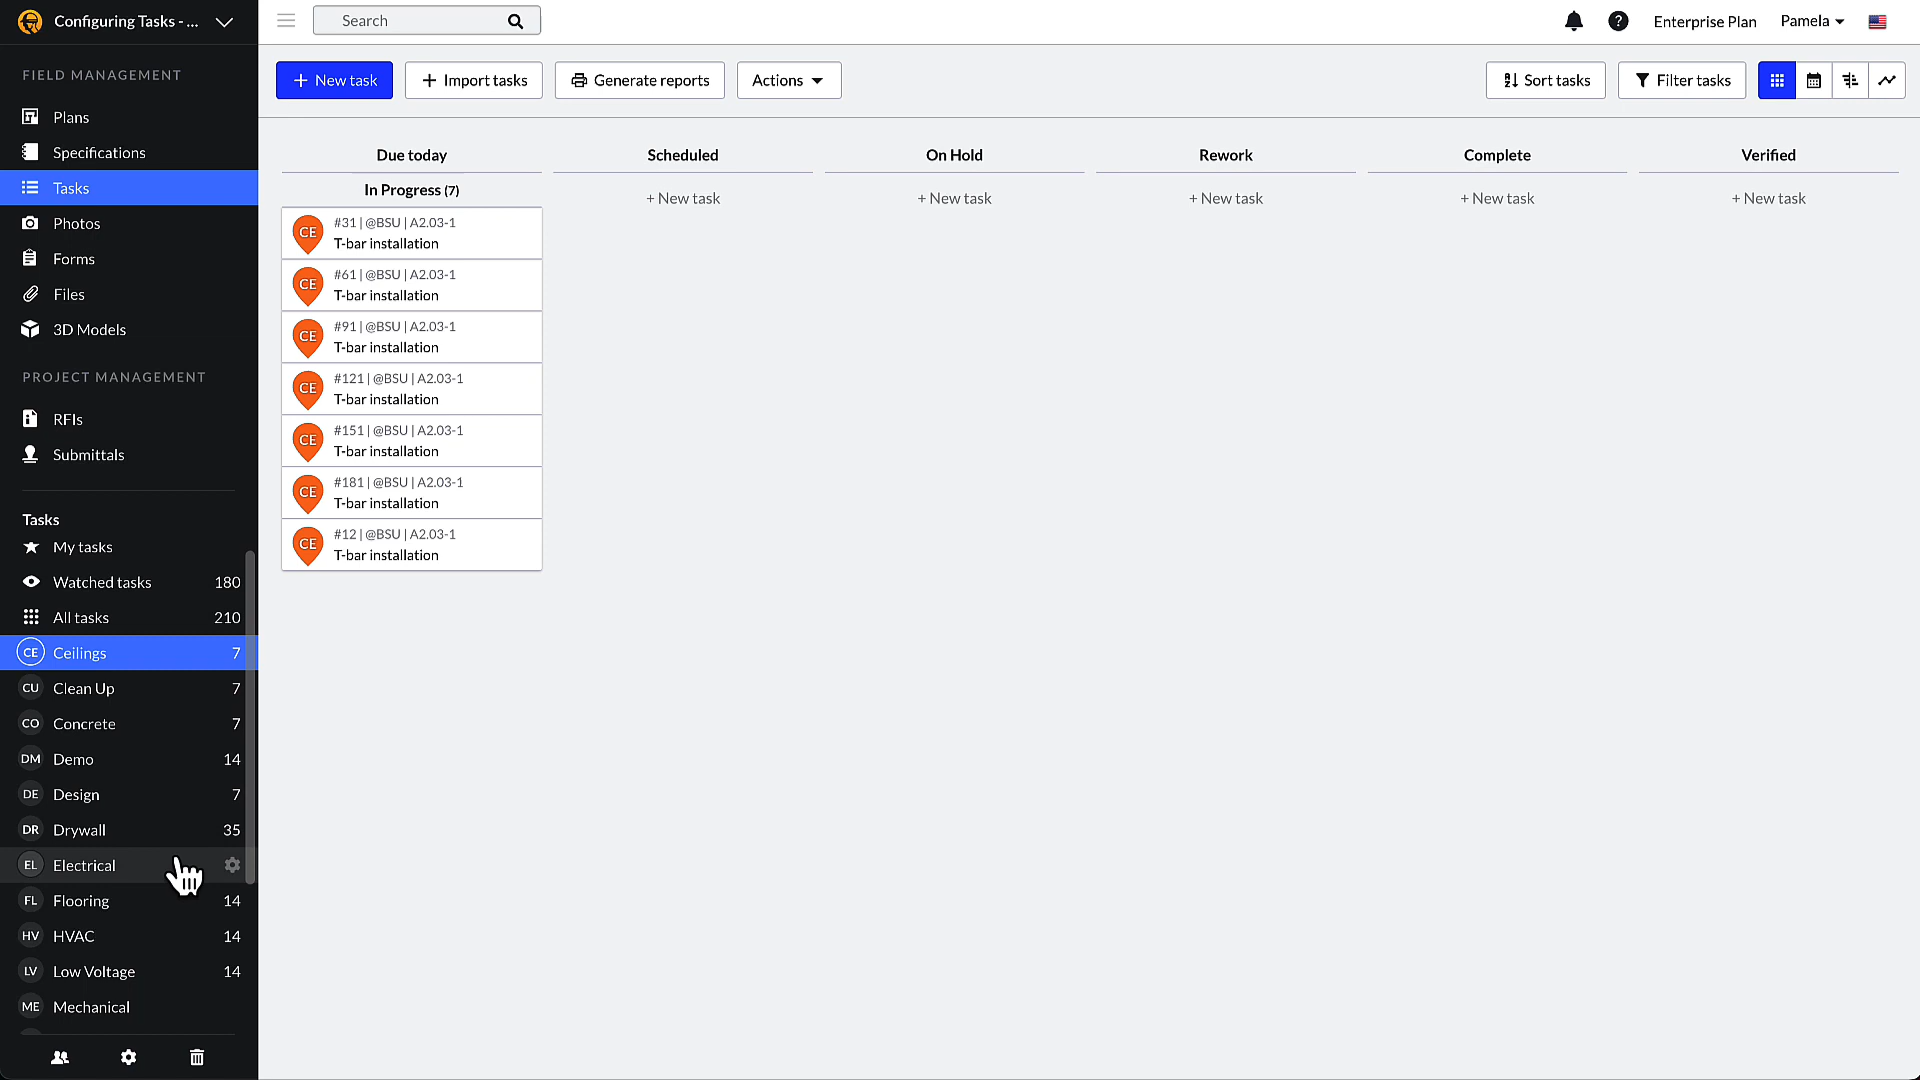 Configuring Tasks - ...
Search
Enterprise Plan
Pamela
FIELD MANAGEMENT
Plans
Specifications
Tasks
Photos
Forms
Files
3D Models
PROJECT MANAGEMENT
RFIs
Submittals
Tasks
My tasks
Watched tasks 180
All tasks 210
CE Ceilings 7
CU Clean Up 7
CO Concrete 7
DM Demo 14
DE Design 7
DR Drywall 35
EL Electrical
FL Flooring 14
HV HVAC 14
LV Low Voltage 14
ME Mechanical
+ New task
+ Import tasks
Generate reports
Actions
Sort tasks
Filter tasks
Due today
In Progress (7)
CE #31 | @BSU | A2.03-1
T-bar installation
CE #61 | @BSU | A2.03-1
T-bar installation
CE #91 | @BSU | A2.03-1
T-bar installation
CE #121 | @BSU | A2.03-1
T-bar installation
CE #151 | @BSU | A2.03-1
T-bar installation
CE #181 | @BSU | A2.03-1
T-bar installation
CE #12 | @BSU | A2.03-1
T-bar installation
Scheduled
+ New task
On Hold
+ New task
Rework
+ New task
Complete
+ New task
Verified
+ New task